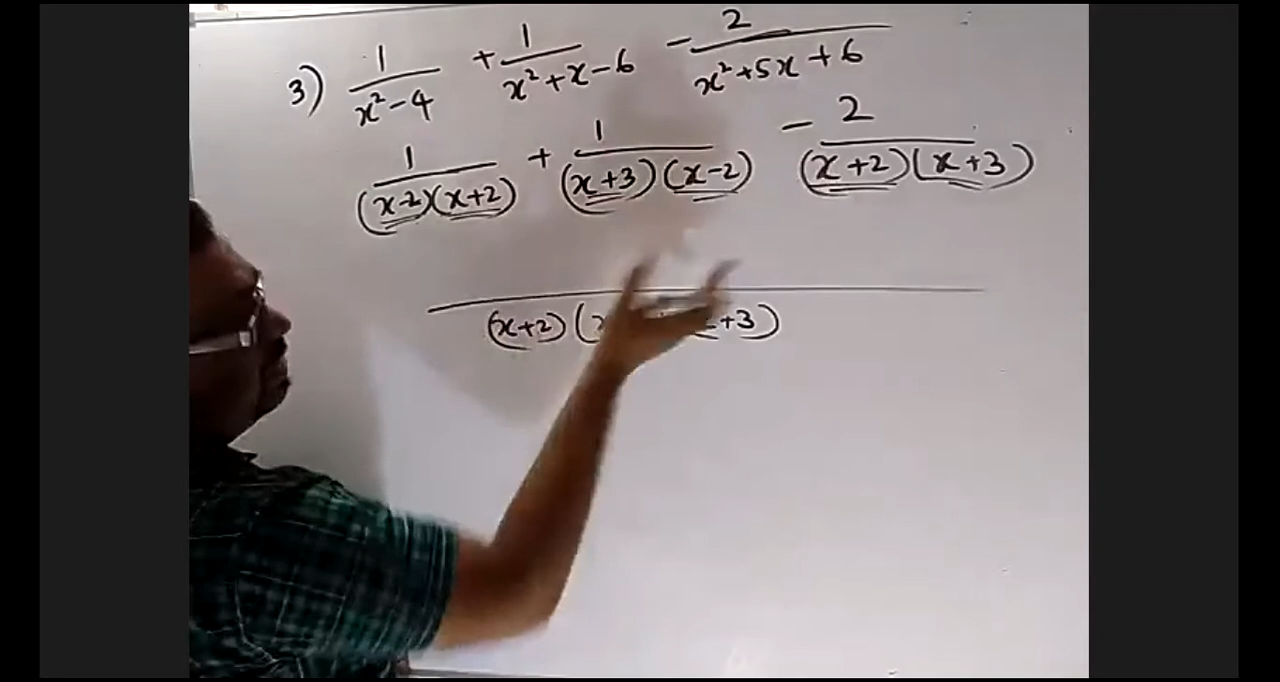 3) 1/(x²-4) + 1/(x²+x-6) - 2/(x²+5x+6)
1/((x-2)(x+2)) + 1/((x+3)(x-2)) - 2/((x+2)(x+3))
(x+2)( +3)